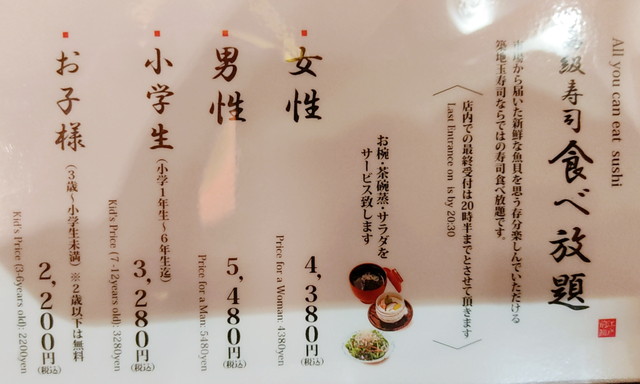 All you can eat sushi
級寿司食べ放題
市場から届いた新鮮な魚貝を思う存分楽しんでいただける
築地玉寿司ならではの寿司食べ放題です。
店内での最終受付は20時半までとさせて頂きます
Last Entrance on is by 20:30
お椀・茶碗蒸・サラダを
サービス致します
女性
4,380円(税込)
Price for a Woman: 4380yen
男性
5,480円(税込)
Price for a Man: 5480yen
小学生(小学1年生〜6年生迄)
3,280円(税込)
Kid's Price (7-12years old): 3280yen
お子様(3歳〜小学生未満)※2歳以下は無料
2,200円(税込)
Kid's Price (3-6years old): 2200yen